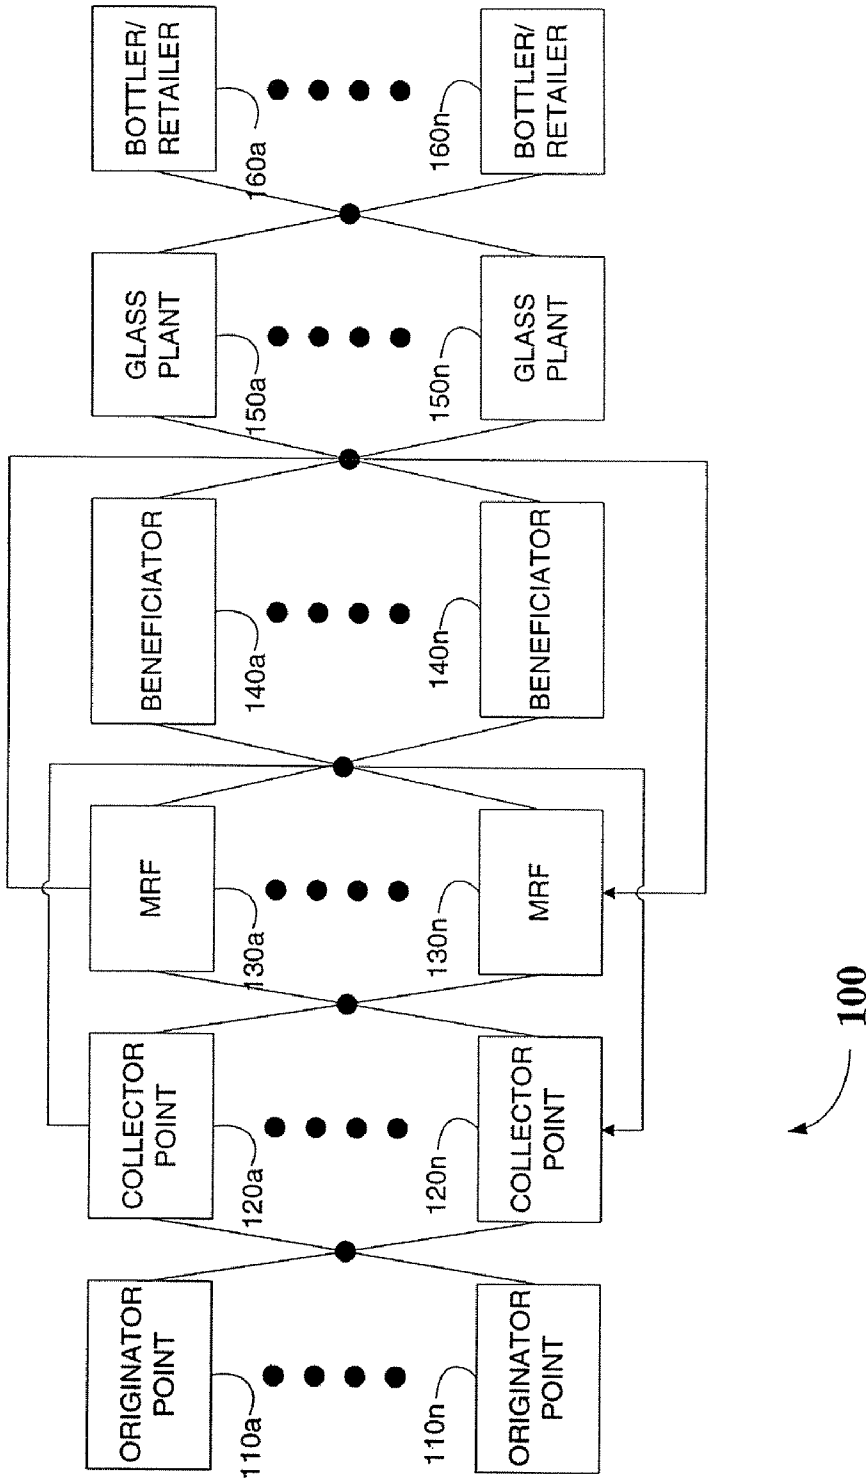 ORIGINATOR
POINT
110a
COLLECTOR
POINT
120a
MRF
130a
BENEFICIATOR
140a
GLASS
PLANT
150a
BOTTLER/
RETAILER
160a
ORIGINATOR
POINT
110n
COLLECTOR
POINT
120n
MRF
130n
BENEFICIATOR
140n
GLASS
PLANT
150n
BOTTLER/
RETAILER
160n
100